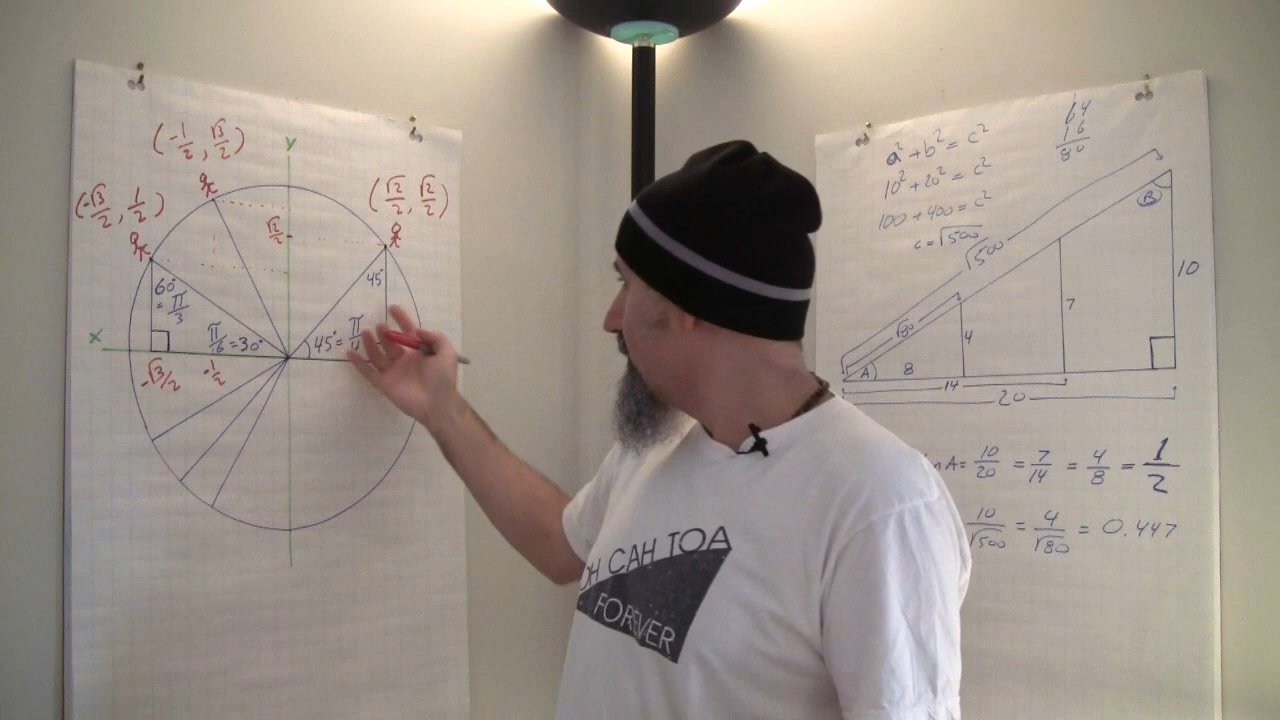 (-1/2, √3/2)
y
(-√3/2, 1/2)
(√2/2, √2/2)
√2/2
60°
= π/3
45°
π/6 = 30°
45° = π/4
x
-√3/2
-1/2
a² + b² = c²
10² + 20² = c²
100 + 400 = c²
c = √500
64
16
80
√500
B
10
7
√80
4
A
8
14
20
n A = 10/20 = 7/14 = 4/8 = 1/2
10/√500 = 4/√80 = 0.447
OH CAH TOA
FOREVER